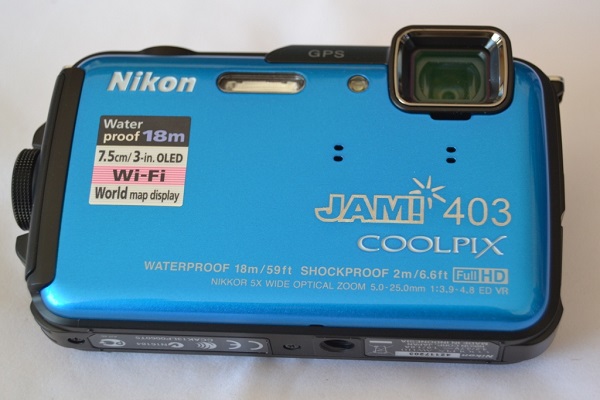 GPS
Nikon
Water
proof 18m
7.5cm/3-in. OLED
Wi-Fi
World map display
JAM! 403
COOLPIX
WATERPROOF 18m/59ft SHOCKPROOF 2m/6.6ft Full HD
NIKKOR 5X WIDE OPTICAL ZOOM 5.0-25.0mm 1:3.9-4.8 ED VR
Nikon